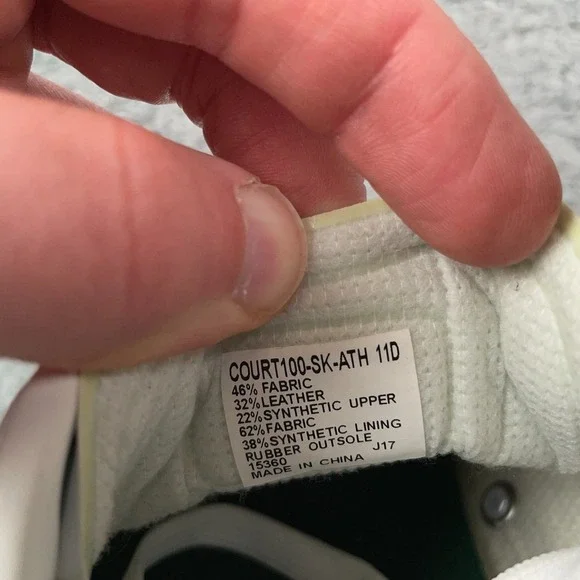 COURT100-SK-ATH 11D
46% FABRIC
32%LEATHER
22%SYNTHETIC UPPER
62%FABRIC
38%SYNTHETIC LINING
RUBBER OUTSOLE
15360 J17
MADE IN CHINA